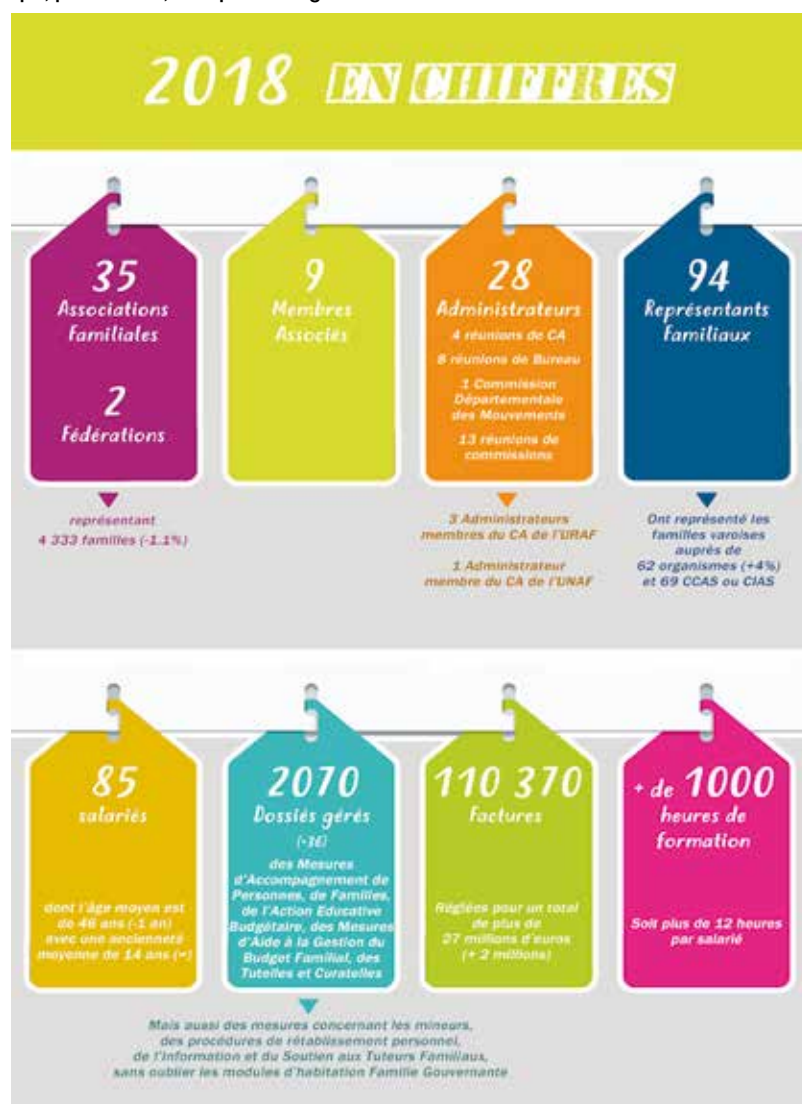 2018 EN CHIFFRES
35
Associations
Familiales
2
Fédérations
représentant
4 333 familles (-1.1%)
9
Membres
Associés
28
Administrateurs
4 réunions de CA
8 réunions de Bureau
1 Commission
Départementale
des Mouvements
13 réunions de
commissions
3 Administrateurs
membres du CA de l'URAF
1 Administrateur
membre du CA de l'UNAF
94
Représentants
Familiaux
Ont représenté les
familles varoises
auprès de
62 organismes (+4%)
et 69 CCAS ou CIAS
85
salariés
dont l'âge moyen est
de 46 ans (-1 an)
avec une ancienneté
moyenne de 14 ans (=)
2070
Dossiés gérés
des Mesures
d'Accompagnement de
Personnes, de Familles,
de l'Action Educative
Budgétaire, des Mesures
d'Aide à la Gestion du
Budget Familial, des
Tutelles et Curatelles
Mais aussi des mesures concernant les mineurs,
des procédures de rétablissement personnel,
de l'Information et du Soutien aux Tuteurs Familiaux,
sans oublier les modules d'habitation Famille Gouvernante
110 370
Factures
Réglées pour un total
de plus de
27 millions d'euros
(+ 2 millions)
+ de 1000
heures de
formation
Soit plus de 12 heures
par salarié